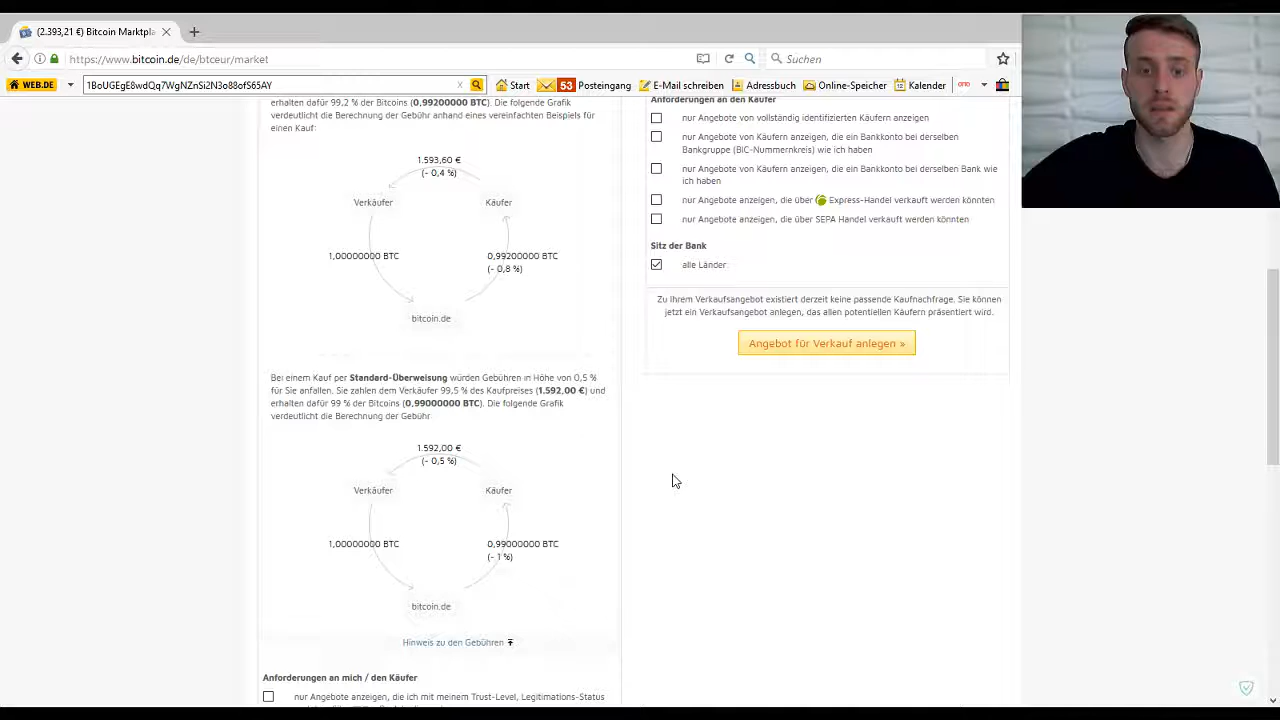 (2.393,21 €) Bitcoin Marktpla
https://www.bitcoin.de/de/btceur/market
Suchen
WEB.DE
1BoUGEgE8wdQq7WgNZnSi2N3o88ofS65AY
Start
53 Posteingang
E-Mail schreiben
Adressbuch
Online-Speicher
Kalender
erhalten dafür 99,2 % der Bitcoins (0,99200000 BTC). Die folgende Grafik
verdeutlicht die Berechnung der Gebühr anhand eines vereinfachten Beispiels für
einen Kauf:
1.593,60 €
(- 0,4 %)
Verkäufer
Käufer
1,00000000 BTC
0,99200000 BTC
(- 0,8 %)
bitcoin.de
Bei einem Kauf per Standard-Überweisung würden Gebühren in Höhe von 0,5 %
für Sie anfallen. Sie zahlen dem Verkäufer 99,5 % des Kaufpreises (1.592,00 €) und
erhalten dafür 99 % der Bitcoins (0,99000000 BTC). Die folgende Grafik
verdeutlicht die Berechnung der Gebühr
1.592,00 €
(- 0,5 %)
Verkäufer
Käufer
1,00000000 BTC
0,99000000 BTC
(- 1 %)
bitcoin.de
Hinweis zu den Gebühren
Anforderungen an mich / den Käufer
nur Angebote anzeigen, die ich mit meinem Trust-Level, Legitimations-Status
Anforderungen an den Käufer
nur Angebote von vollständig identifizierten Käufern anzeigen
nur Angebote von Käufern anzeigen, die ein Bankkonto bei derselben
Bankgruppe (BIC-Nummernkreis) wie ich haben
nur Angebote von Käufern anzeigen, die ein Bankkonto bei derselben Bank wie
ich haben
nur Angebote anzeigen, die über Express-Handel verkauft werden könnten
nur Angebote anzeigen, die über SEPA Handel verkauft werden könnten
Sitz der Bank
alle Länder
Zu Ihrem Verkaufsangebot existiert derzeit keine passende Kaufnachfrage. Sie können
jetzt ein Verkaufsangebot anlegen, das allen potentiellen Käufern präsentiert wird.
Angebot für Verkauf anlegen »